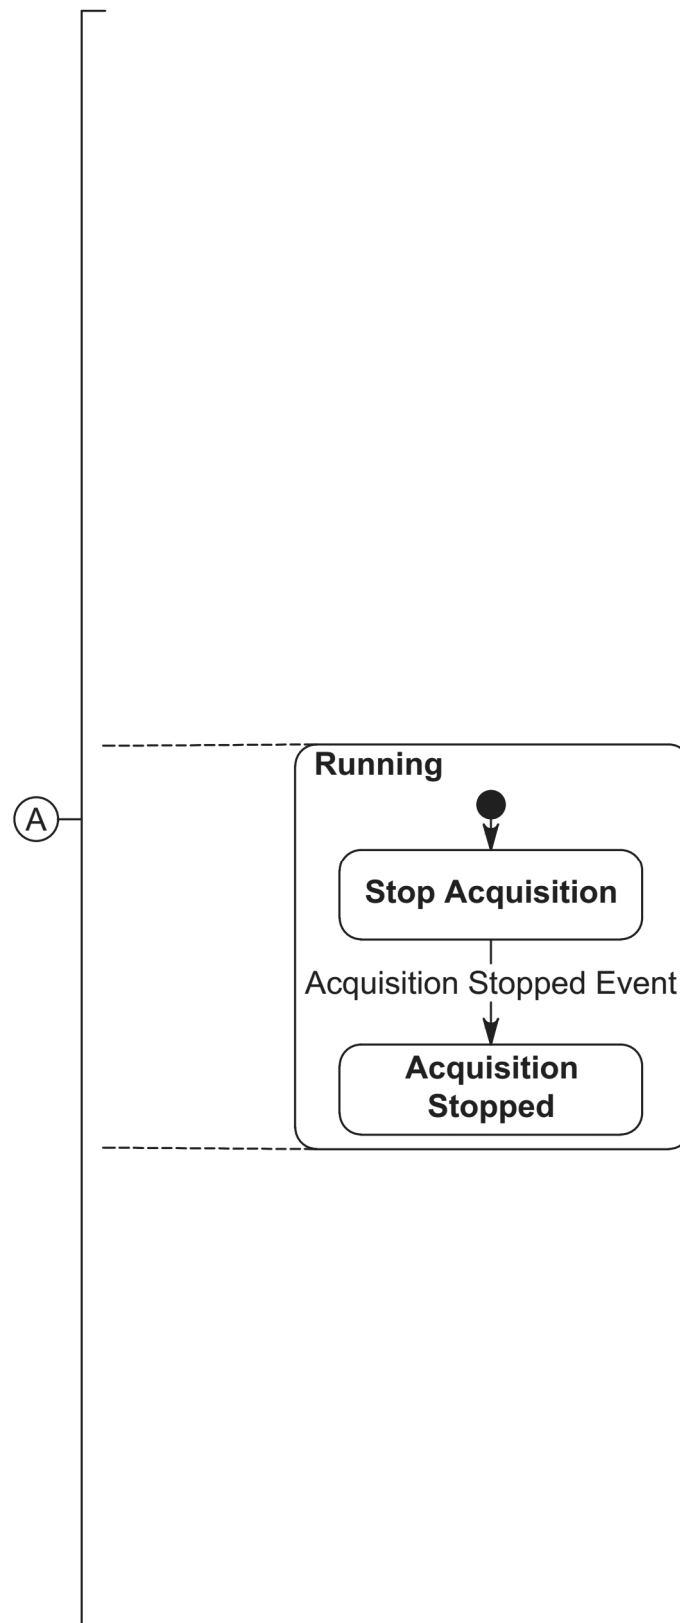 Running
A
Stop Acquisition
Acquisition Stopped Event
Acquisition
Stopped